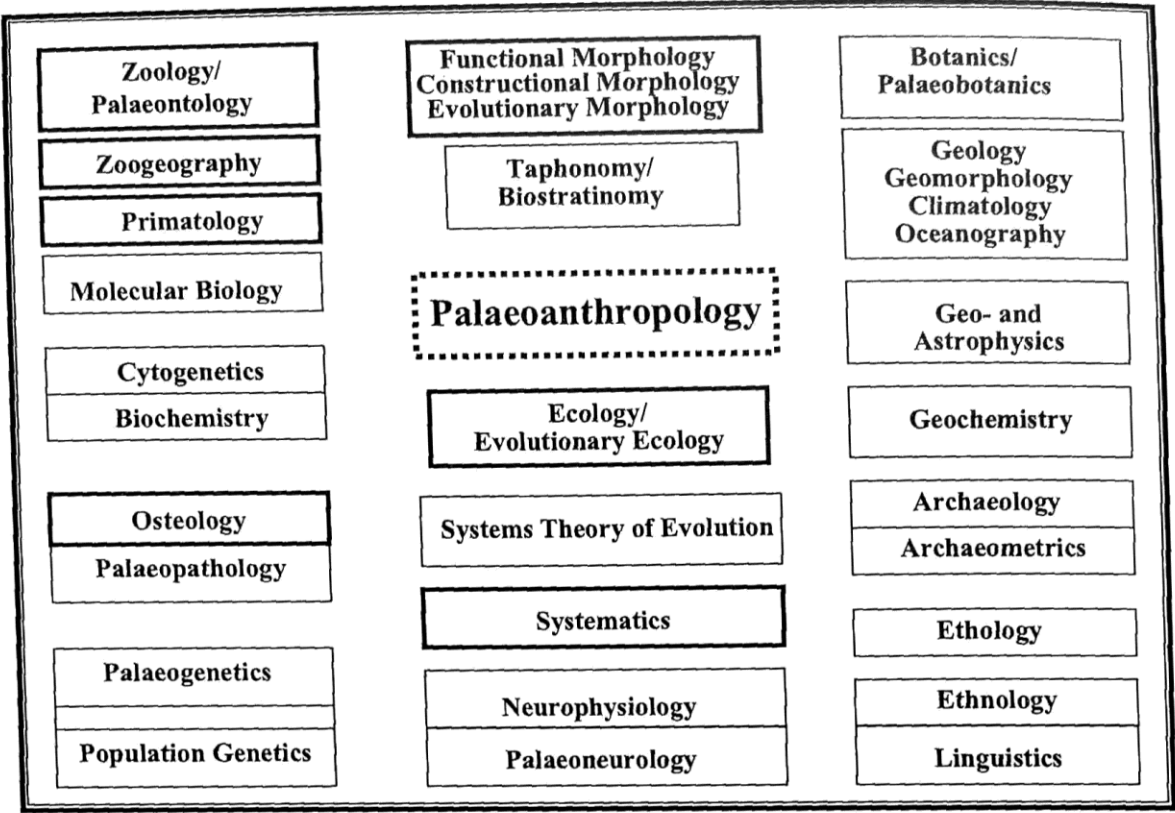 Zoology/
Palaeontology
Zoogeography
Primatology
Molecular Biology
Cytogenetics
Biochemistry
Osteology
Palaeopathology
Palaeogenetics
Population Genetics
Functional Morphology
Constructional Morphology
Evolutionary Morphology
Taphonomy/
Biostratinomy
Palaeoanthropology
Ecology/
Evolutionary Ecology
Systems Theory of Evolution
Systematics
Neurophysiology
Palaeoneurology
Botanics/
Palaeobotanics
Geology
Geomorphology
Climatology
Oceanography
Geo- and
Astrophysics
Geochemistry
Archaeology
Archaeometrics
Ethology
Ethnology
Linguistics